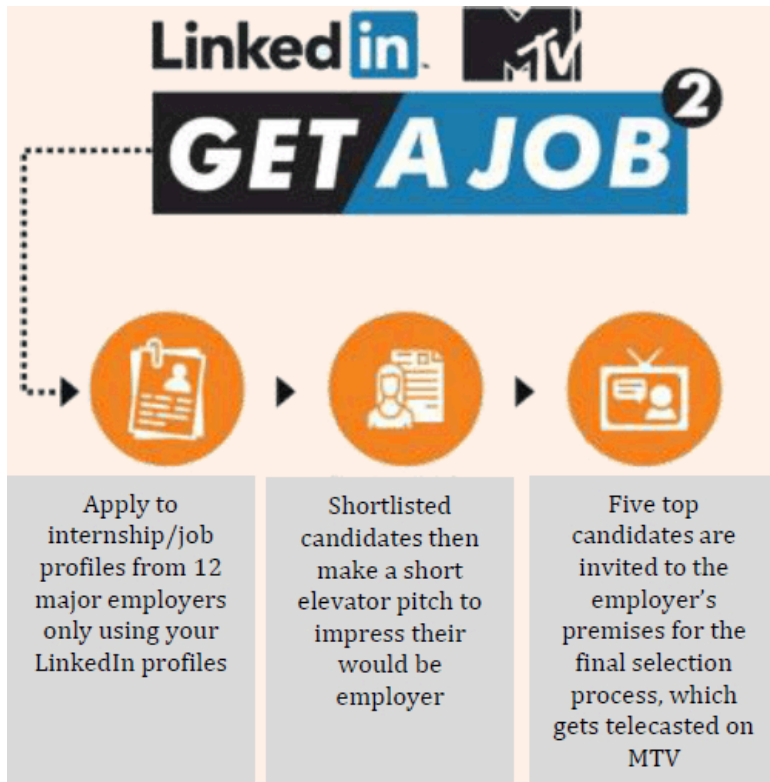 Linked in
MTV
GET A JOB 2
Apply to
internship/job
profiles from 12
major employers
only using your
LinkedIn profiles
Shortlisted
candidates then
make a short
elevator pitch to
impress their
would be
employer
Five top
candidates are
invited to the
employer’s
premises for the
final selection
process, which
gets telecasted on
MTV